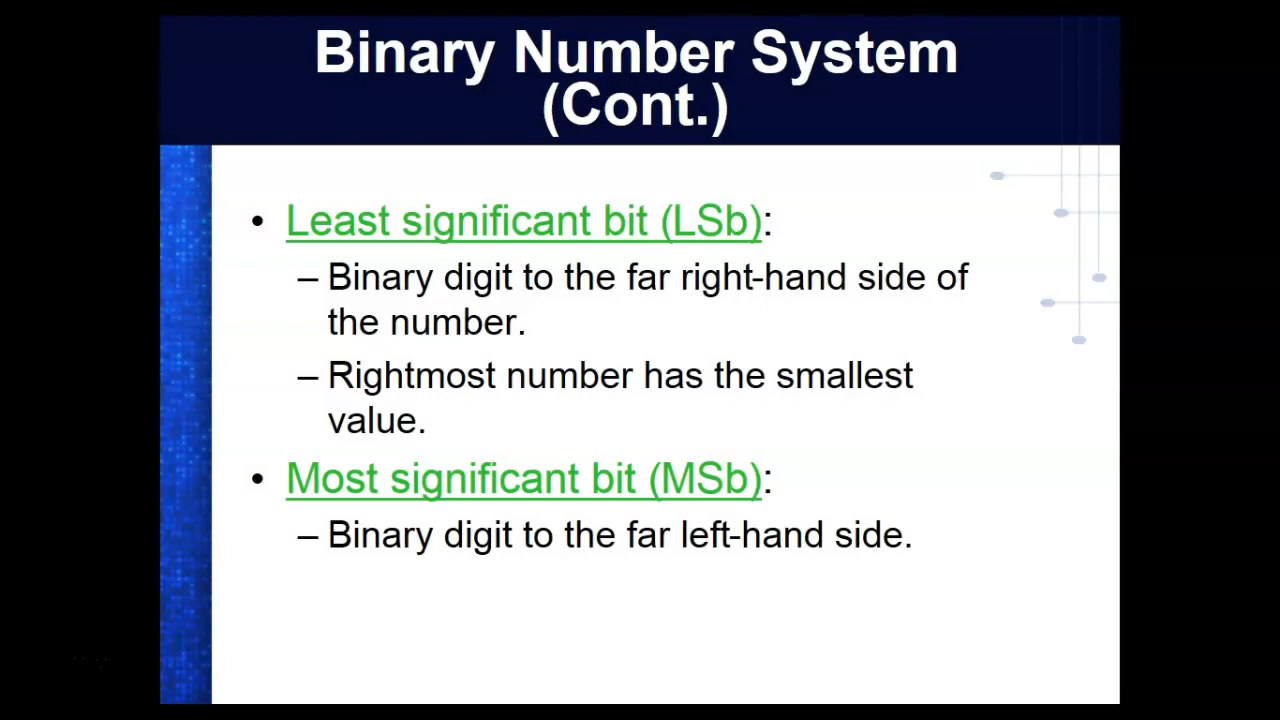 Binary Number System
(Cont.)
• Least significant bit (LSb):
– Binary digit to the far right-hand side of
the number.
– Rightmost number has the smallest
value.
• Most significant bit (MSb):
– Binary digit to the far left-hand side.